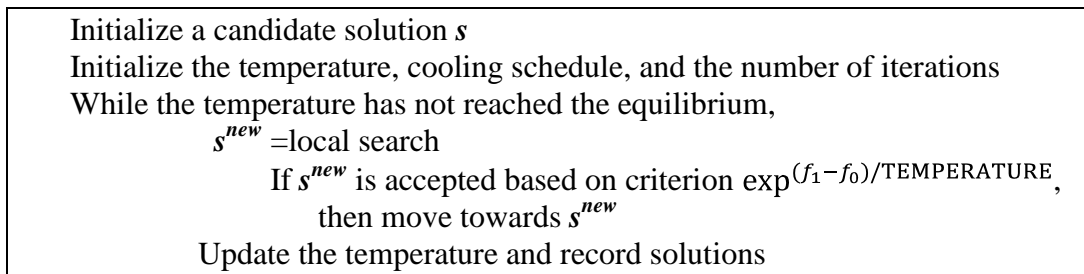 Initialize a candidate solution s
Initialize the temperature, cooling schedule, and the number of iterations
While the temperature has not reached the equilibrium,
s^new =local search
If s^new is accepted based on criterion exp^(f₁−f₀)/TEMPERATURE,
then move towards s^new
Update the temperature and record solutions